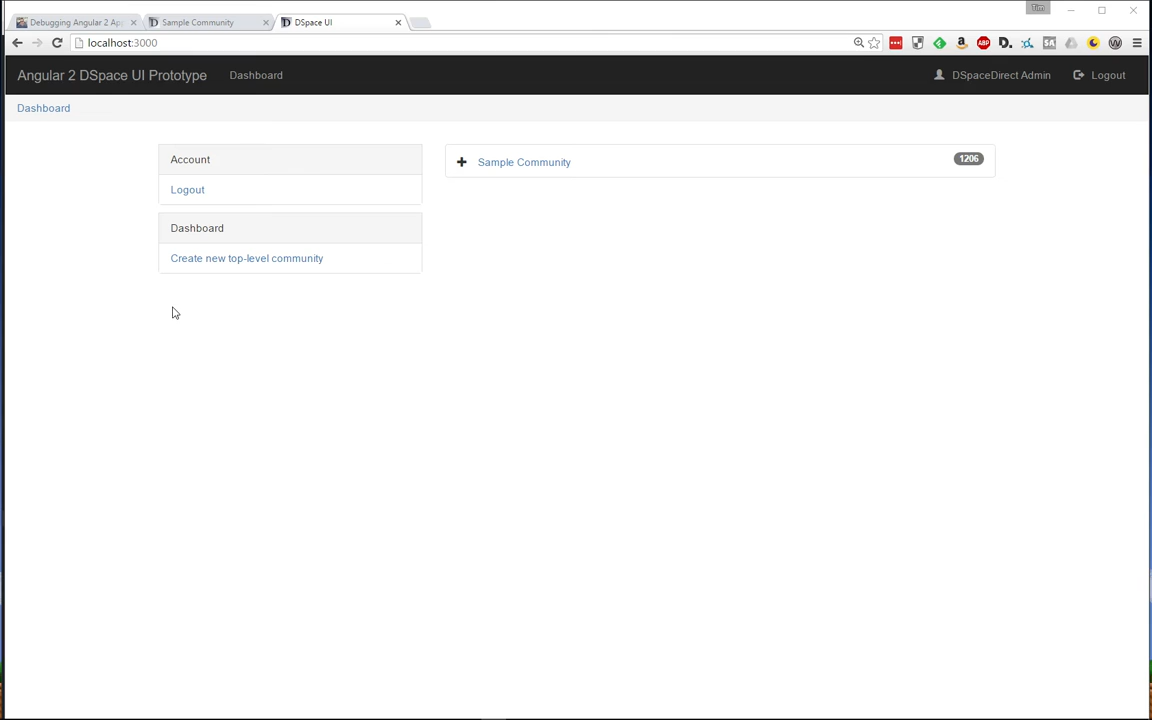 Tim
Debugging Angular 2 Ap
Sample Community
DSpace UI
localhost:3000
Angular 2 DSpace UI Prototype Dashboard DSpaceDirect Admin Logout
Dashboard
Account
Logout
Dashboard
Create new top-level community
Sample Community 1206